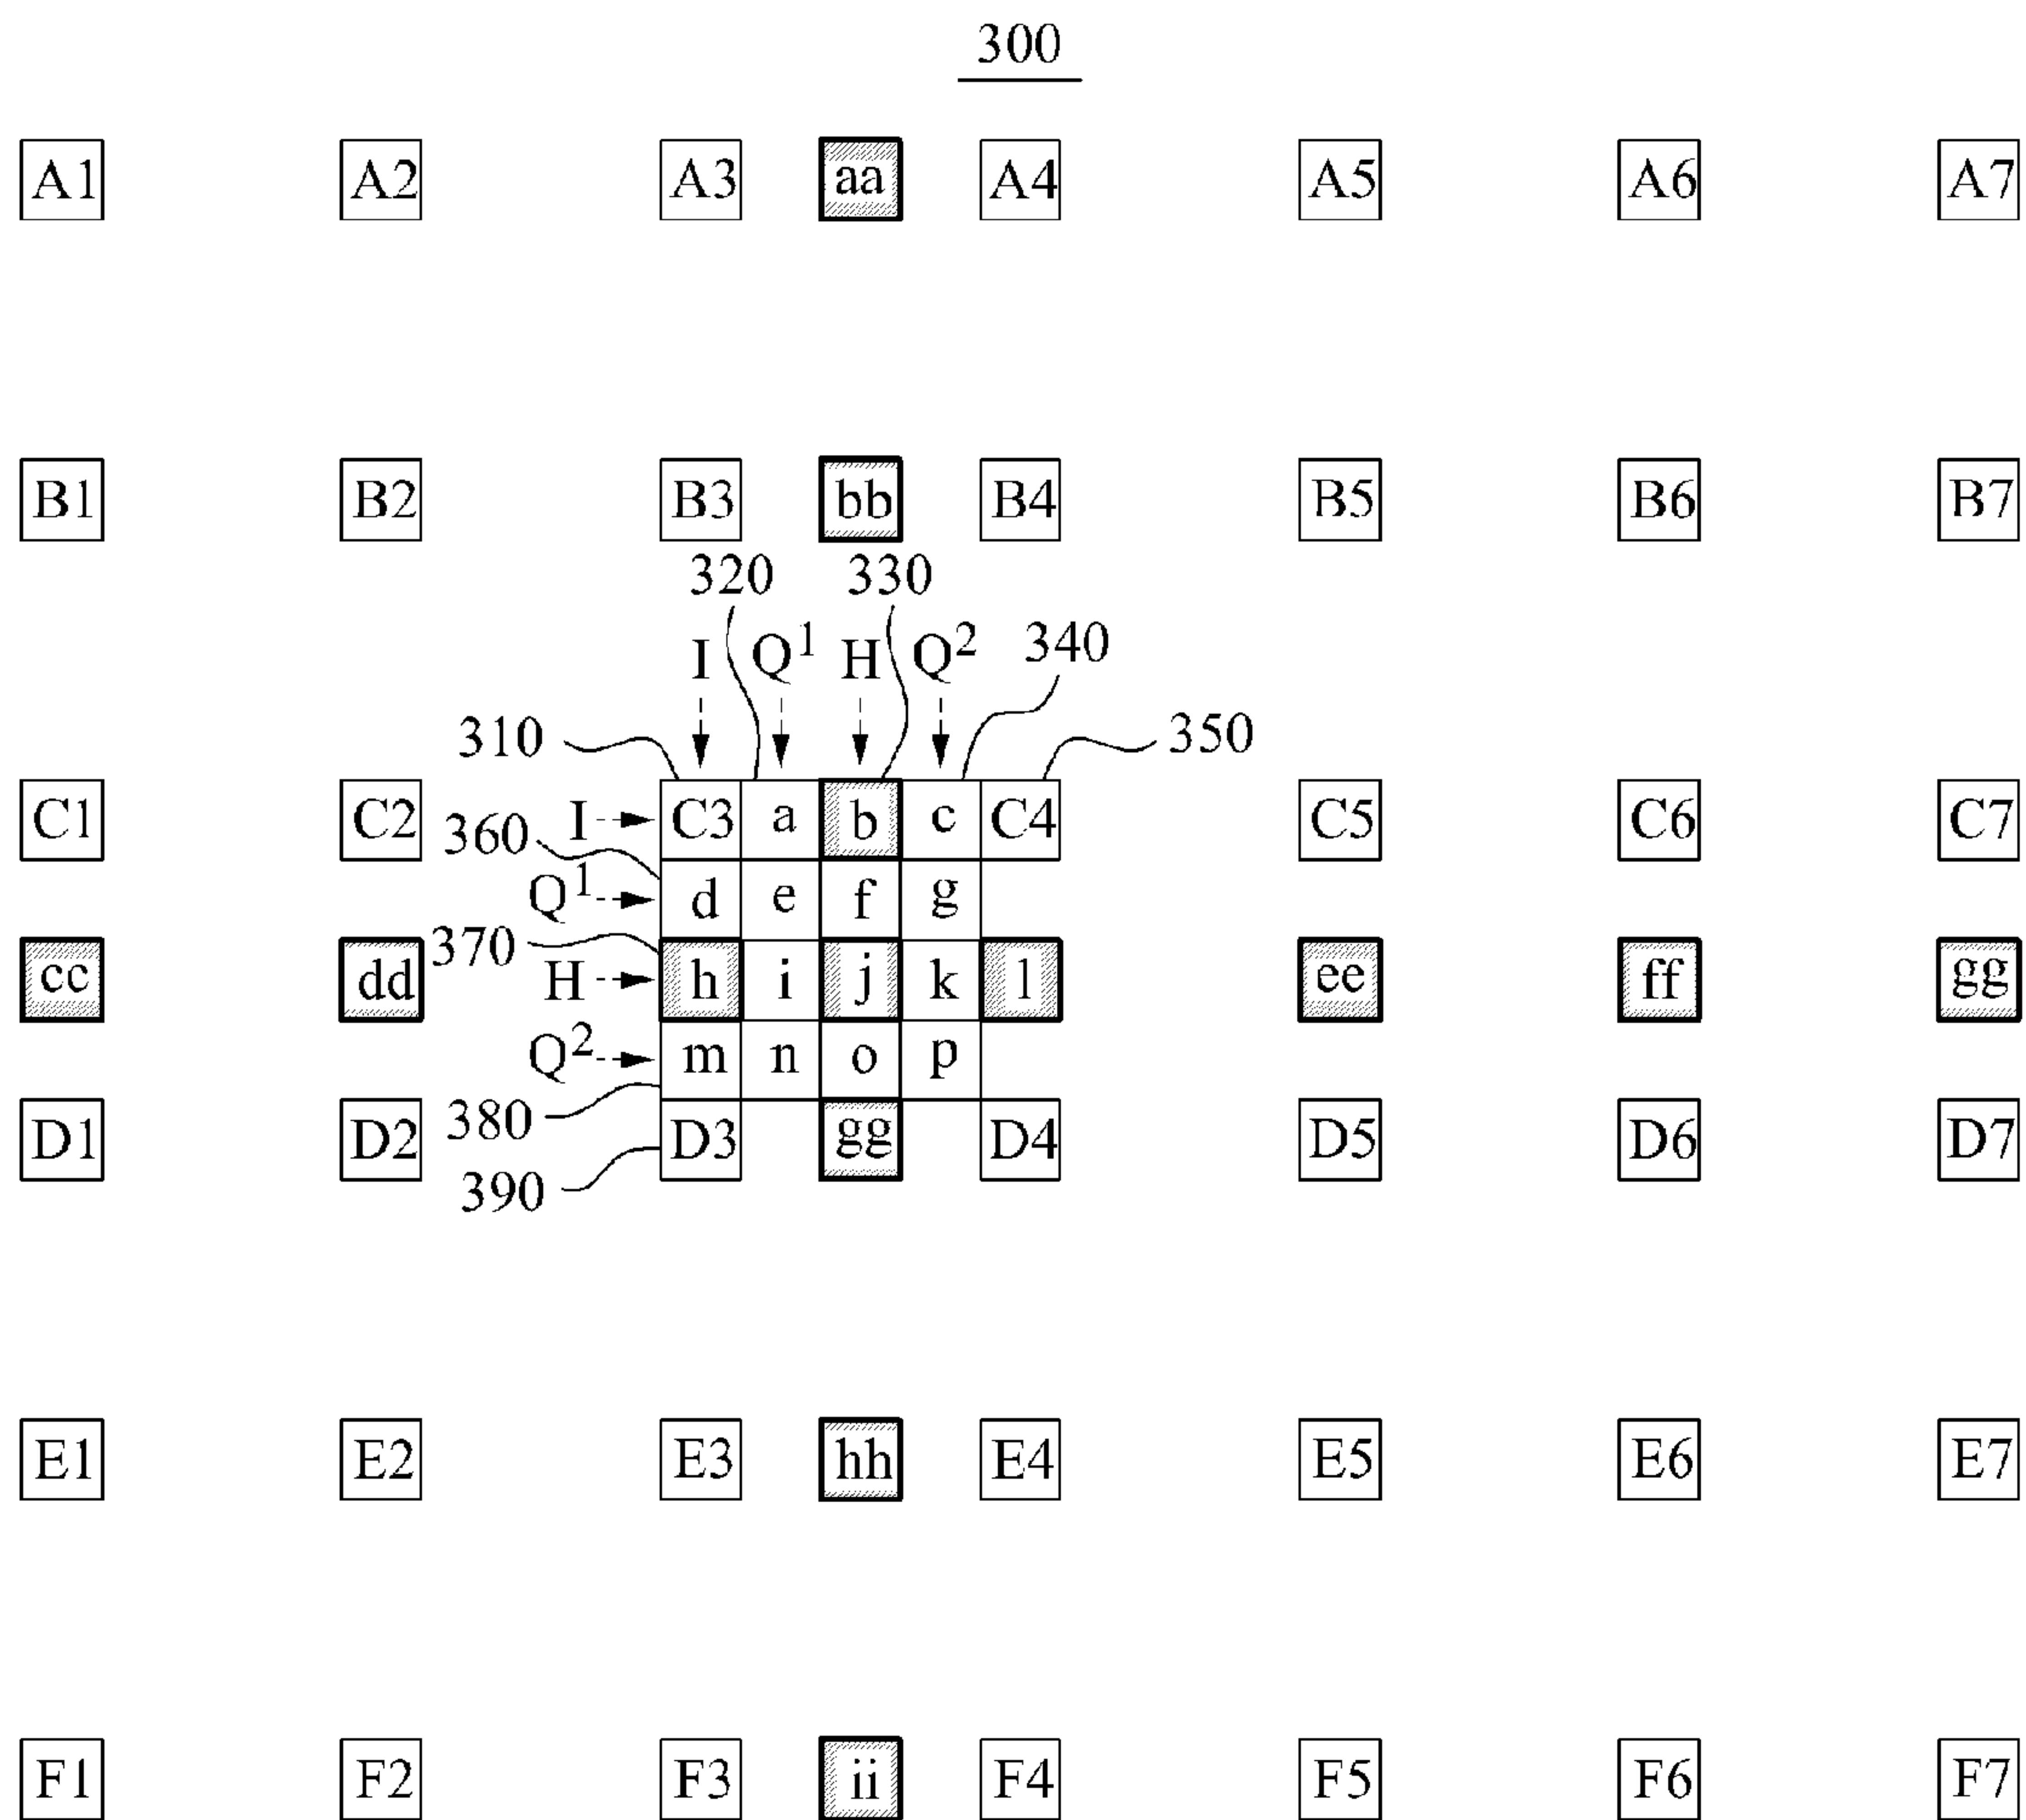 300
A1 A2 A3 aa A4 A5 A6 A7
B1 B2 B3 bb B4 B5 B6 B7
320 330
I Q1 H Q2 340
310 350
C1 C2 I C3 a b c C4 C5 C6 C7
360
Q1 d e f g
370
cc dd H h i j k l ee ff gg
Q2 m n o p
380
D1 D2 D3 gg D4 D5 D6 D7
390
E1 E2 E3 hh E4 E5 E6 E7
F1 F2 F3 ii F4 F5 F6 F7